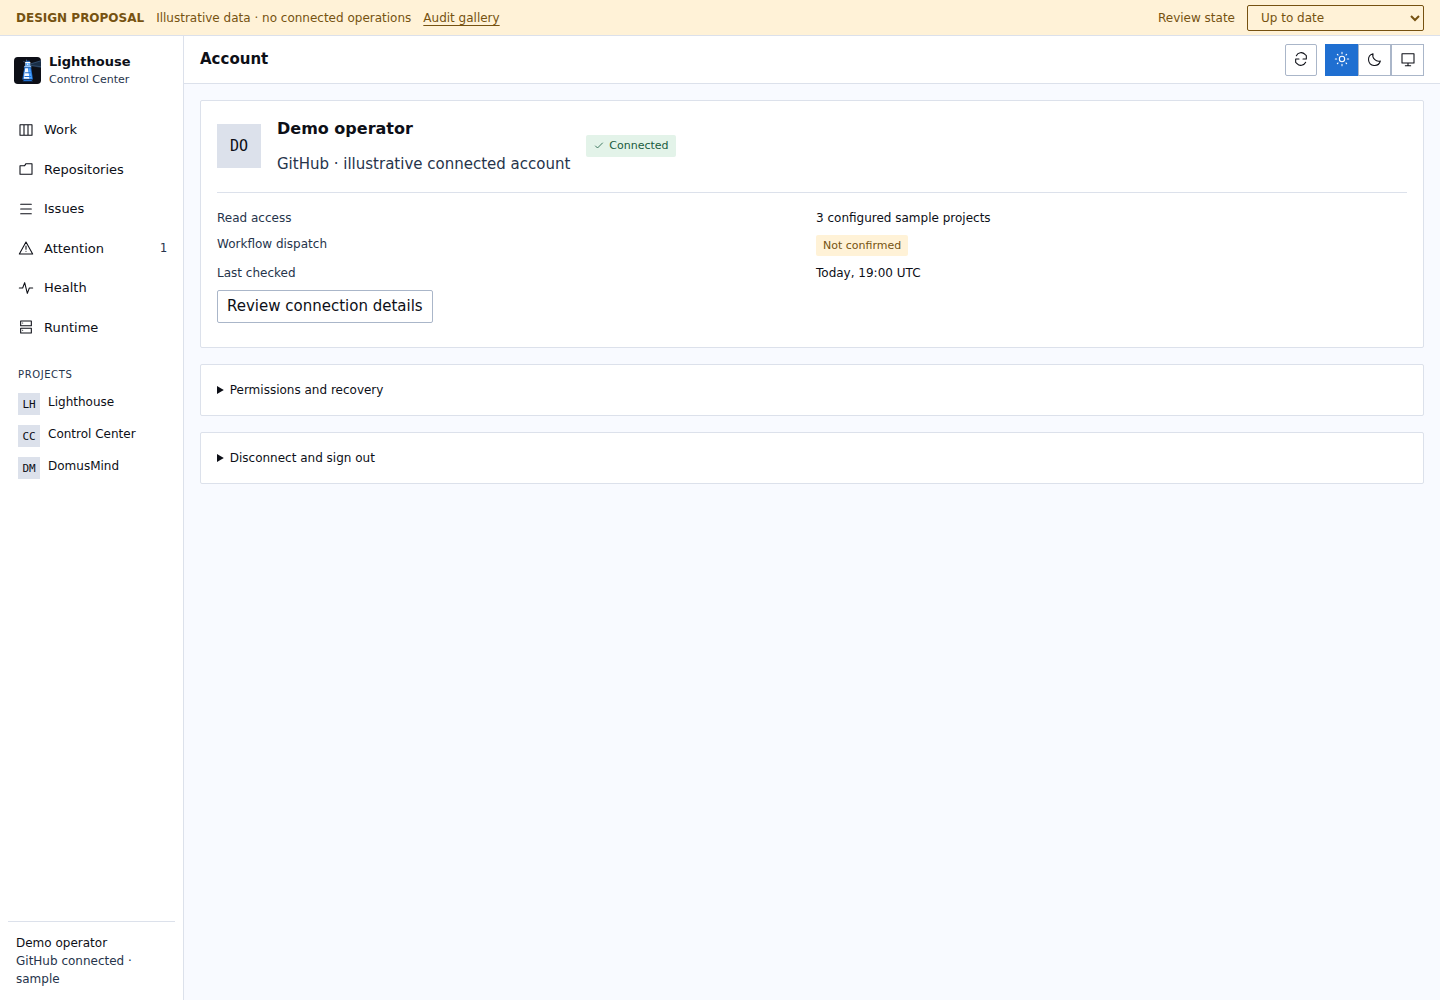 DESIGN PROPOSAL Illustrative data · no connected operations Audit gallery Review state Up to date
Lighthouse
Control Center
Account
Work
Repositories
Issues
Attention 1
Health
Runtime
PROJECTS
LH Lighthouse
CC Control Center
DM DomusMind
Demo operator
GitHub connected ·
sample
DO
Demo operator
GitHub · illustrative connected account
Connected
Read access 3 configured sample projects
Workflow dispatch Not confirmed
Last checked Today, 19:00 UTC
Review connection details
Permissions and recovery
Disconnect and sign out